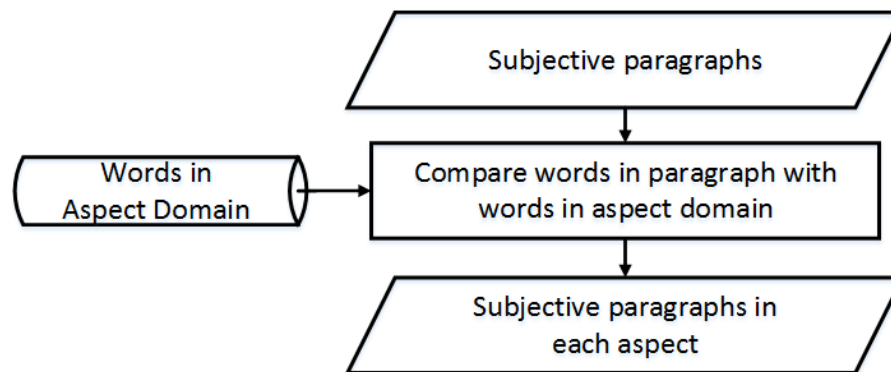 Subjective paragraphs
Words in
Aspect Domain
Compare words in paragraph with
words in aspect domain
Subjective paragraphs in
each aspect